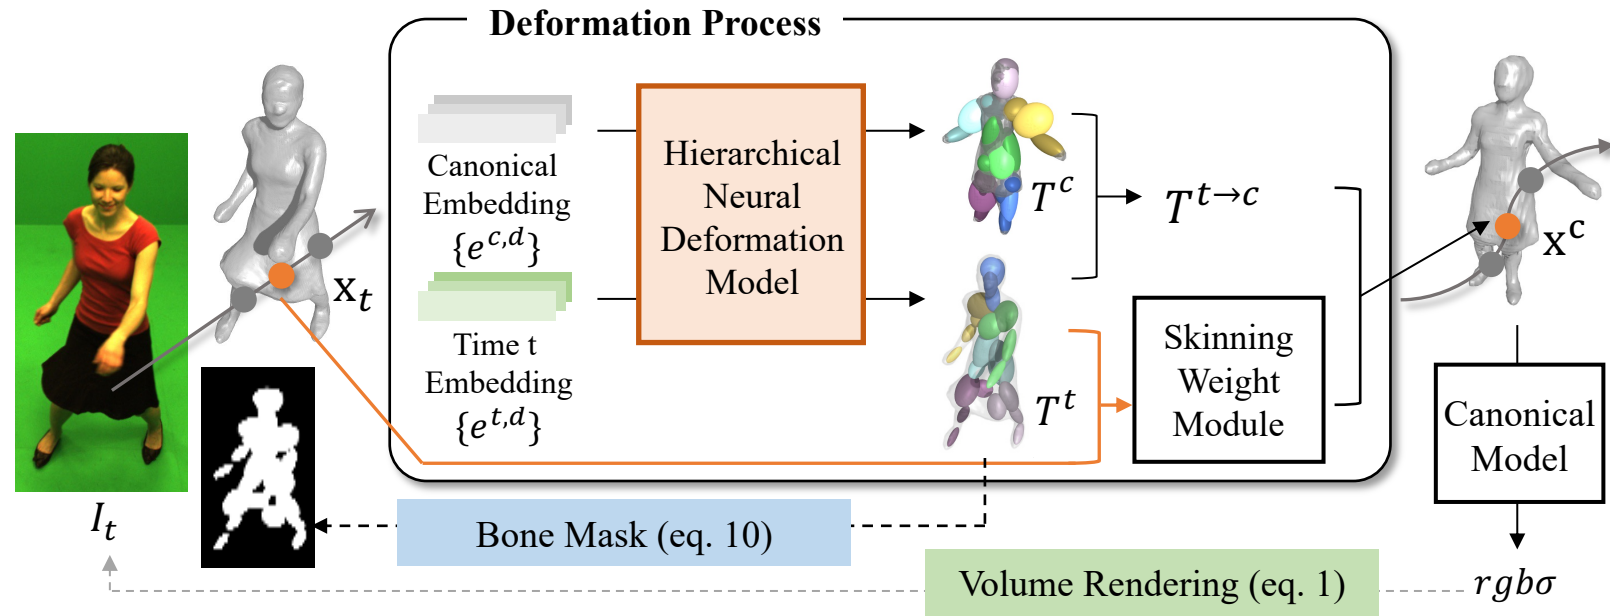 Deformation Process
Canonical
Embedding
{e^{c,d}}
Time t
Embedding
{e^{t,d}}
Hierarchical
Neural
Deformation
Model
T^c
T^t
T^{t→c}
Skinning
Weight
Module
x_t
x^c
Canonical
Model
I_t
Bone Mask (eq. 10)
Volume Rendering (eq. 1)
rgbσ